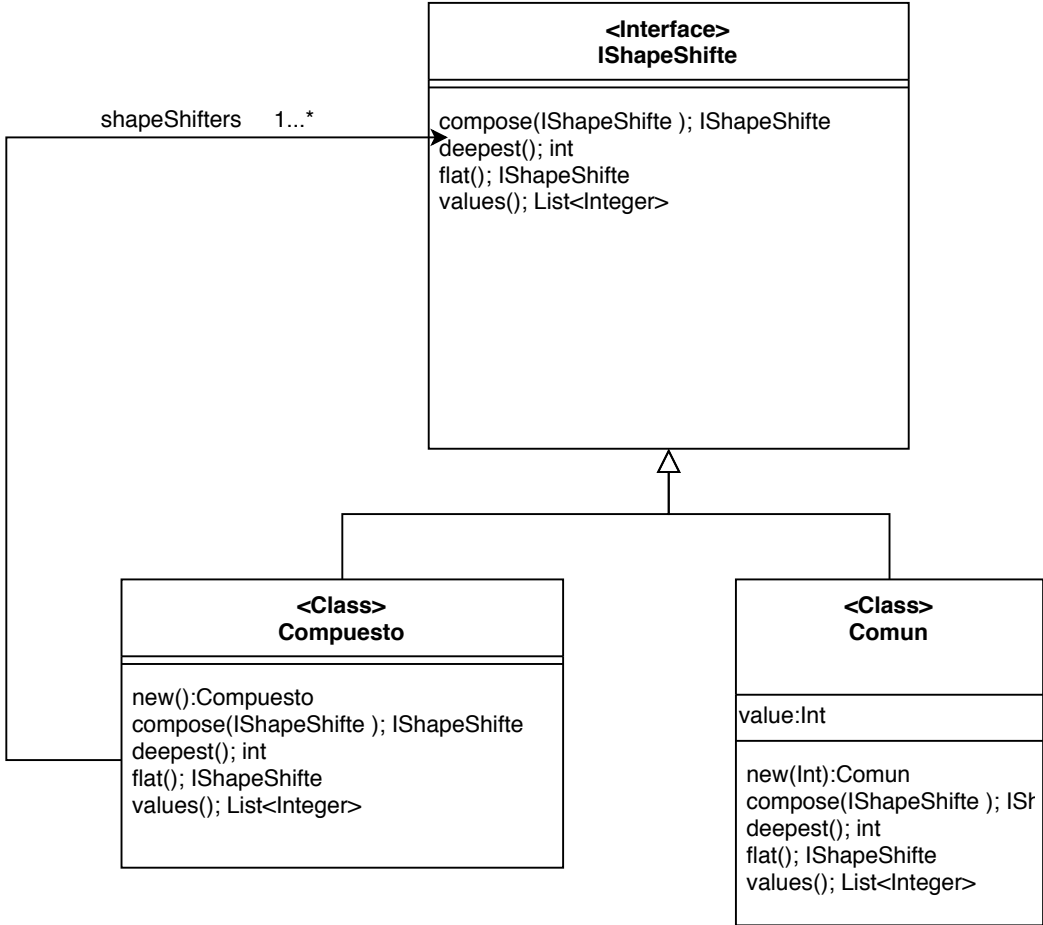 <Interface>
IShapeShifte
shapeShifters 1...*
compose(IShapeShifte ); IShapeShifte
deepest(); int
flat(); IShapeShifte
values(); List<Integer>
<Class>
Compuesto
new():Compuesto
compose(IShapeShifte ); IShapeShifte
deepest(); int
flat(); IShapeShifte
values(); List<Integer>
<Class>
Comun
value:Int
new(Int):Comun
compose(IShapeShifte );
deepest(); int
flat(); IShapeShifte
values(); List<Integer>